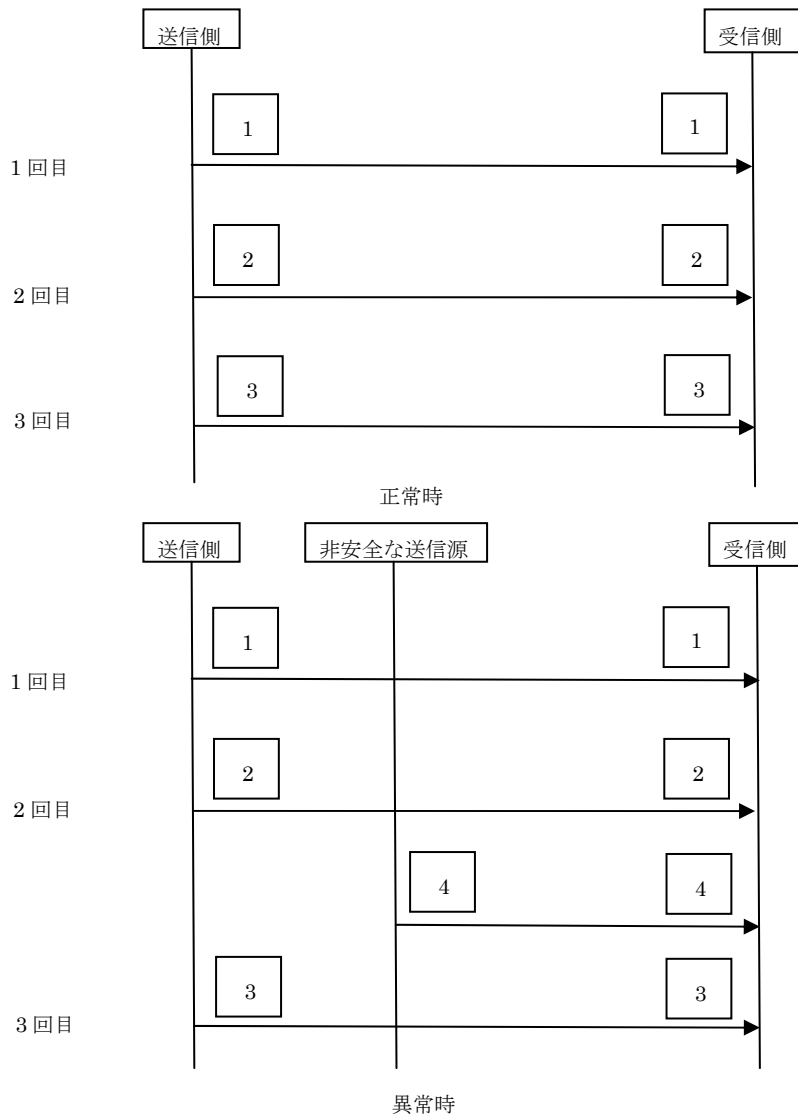 送信側 受信側
1 1
1 回目
2 2
2 回目
3 3
3 回目
正常時
送信側 非安全な送信源 受信側
1 1
1 回目
2 2
2 回目
4 4
3 3
3 回目
異常時